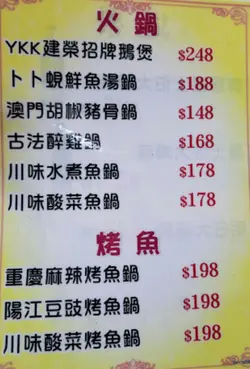 火鍋
YKK建榮招牌鵝煲 $248
卜卜蜆鮮魚湯鍋 $188
澳門胡椒豬骨鍋 $148
古法醉雞鍋 $168
川味水煮魚鍋 $178
川味酸菜魚鍋 $178
烤魚
重慶麻辣烤魚鍋 $198
陽江豆豉烤魚鍋 $198
川味酸菜烤魚鍋 $198